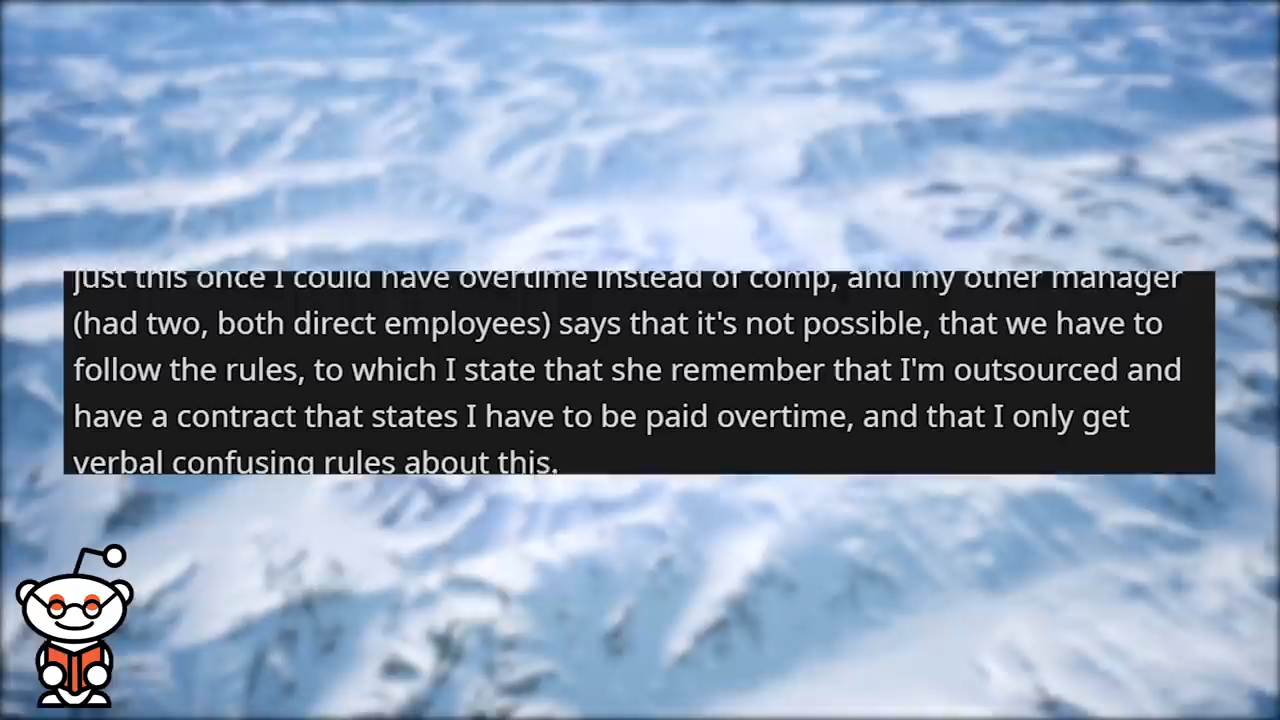 just this once I could have overtime instead of comp, and my other manager
(had two, both direct employees) says that it's not possible, that we have to
follow the rules, to which I state that she remember that I'm outsourced and
have a contract that states I have to be paid overtime, and that I only get
verbal confusing rules about this.